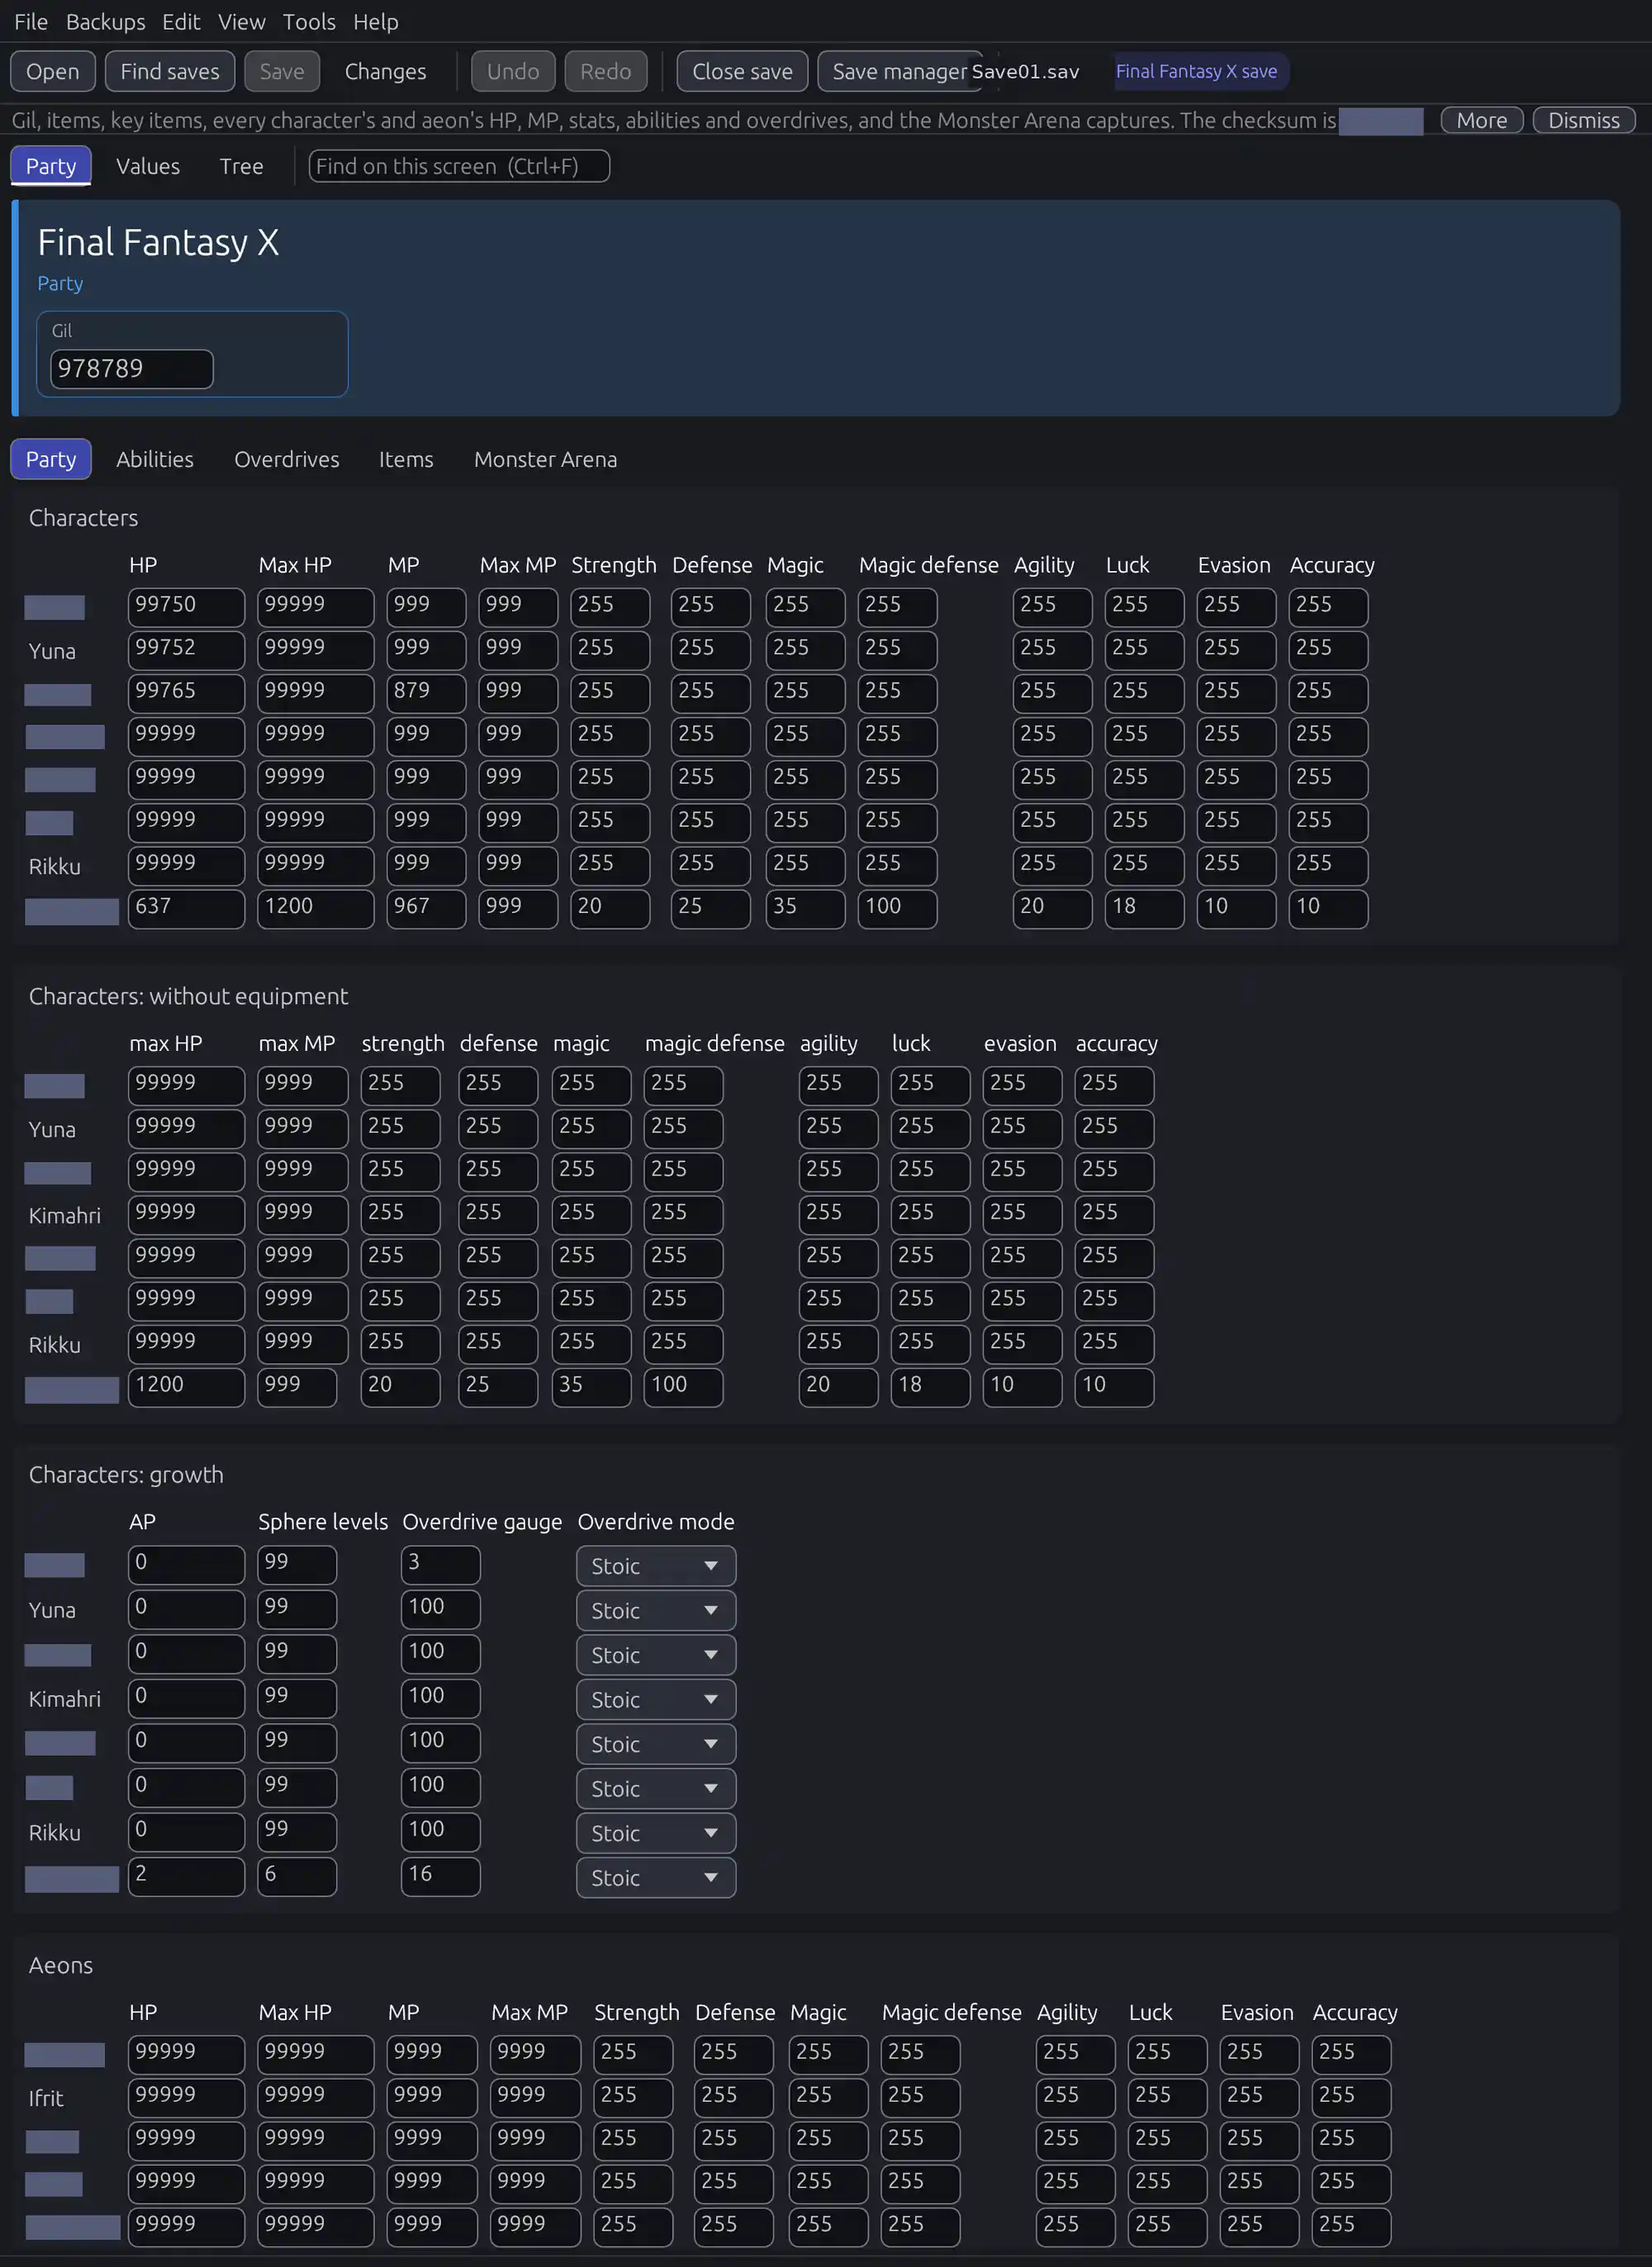 File Backups Edit View Tools Help
Open Find saves Save Changes Undo Redo Close save Save manager Save01.sav Final Fantasy X save
Gil, items, key items, every character's and aeon's HP, MP, stats, abilities and overdrives, and the Monster Arena captures. The checksum is More Dismiss
Party Values Tree Find on this screen (Ctrl+F)
Final Fantasy X
Party
Gil
978789
Party Abilities Overdrives Items Monster Arena
Characters
HP Max HP MP Max MP Strength Defense Magic Magic defense Agility Luck Evasion Accuracy
99750 99999 999 999 255 255 255 255 255 255 255 255
Yuna 99752 99999 999 999 255 255 255 255 255 255 255 255
99765 99999 879 999 255 255 255 255 255 255 255 255
99999 99999 999 999 255 255 255 255 255 255 255 255
99999 99999 999 999 255 255 255 255 255 255 255 255
99999 99999 999 999 255 255 255 255 255 255 255 255
Rikku 99999 99999 999 999 255 255 255 255 255 255 255 255
637 1200 967 999 20 25 35 100 20 18 10 10
Characters: without equipment
max HP max MP strength defense magic magic defense agility luck evasion accuracy
99999 9999 255 255 255 255 255 255 255 255
Yuna 99999 9999 255 255 255 255 255 255 255 255
99999 9999 255 255 255 255 255 255 255 255
Kimahri 99999 9999 255 255 255 255 255 255 255 255
99999 9999 255 255 255 255 255 255 255 255
99999 9999 255 255 255 255 255 255 255 255
Rikku 99999 9999 255 255 255 255 255 255 255 255
1200 999 20 25 35 100 20 18 10 10
Characters: growth
AP Sphere levels Overdrive gauge Overdrive mode
0 99 3 Stoic
Yuna 0 99 100 Stoic
0 99 100 Stoic
Kimahri 0 99 100 Stoic
0 99 100 Stoic
0 99 100 Stoic
Rikku 0 99 100 Stoic
2 6 16 Stoic
Aeons
HP Max HP MP Max MP Strength Defense Magic Magic defense Agility Luck Evasion Accuracy
99999 99999 9999 9999 255 255 255 255 255 255 255 255
Ifrit 99999 99999 9999 9999 255 255 255 255 255 255 255 255
99999 99999 9999 9999 255 255 255 255 255 255 255 255
99999 99999 9999 9999 255 255 255 255 255 255 255 255
99999 99999 9999 9999 255 255 255 255 255 255 255 255